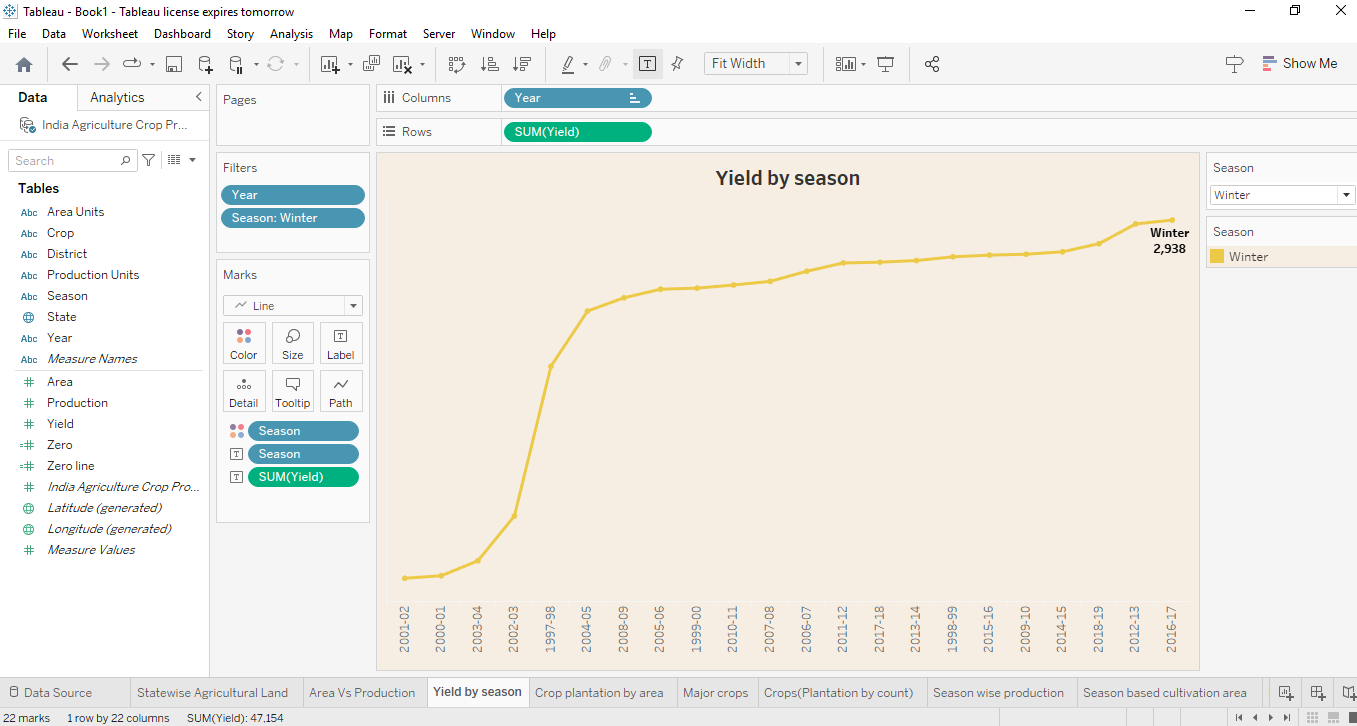 Tableau - Book1 - Tableau license expires tomorrow
File Data Worksheet Dashboard Story Analysis Map Format Server Window Help
Fit Width
Show Me
Data Analytics
India Agriculture Crop Pr...
Search
Tables
Abc Area Units
Abc Crop
Abc District
Abc Production Units
Abc Season
State
Abc Year
Abc Measure Names
# Area
# Production
# Yield
=# Zero
=# Zero line
# India Agriculture Crop Pro...
Latitude (generated)
Longitude (generated)
# Measure Values
Pages
Filters
Year
Season: Winter
Marks
Line
Color Size Label
Detail Tooltip Path
Season
T Season
T SUM(Yield)
Columns Year
Rows SUM(Yield)
Yield by season
Winter
2,938
2001-02
2000-01
2003-04
2002-03
1997-98
2004-05
2008-09
2005-06
1999-00
2010-11
2007-08
2006-07
2011-12
2017-18
2013-14
1998-99
2015-16
2009-10
2014-15
2018-19
2012-13
2016-17
Season
Winter
Season
Winter
Data Source Statewise Agricultural Land Area Vs Production Yield by season Crop plantation by area Major crops Crops(Plantation by count) Season wise production Season based cultivation area
22 marks 1 row by 22 columns SUM(Yield): 47,154